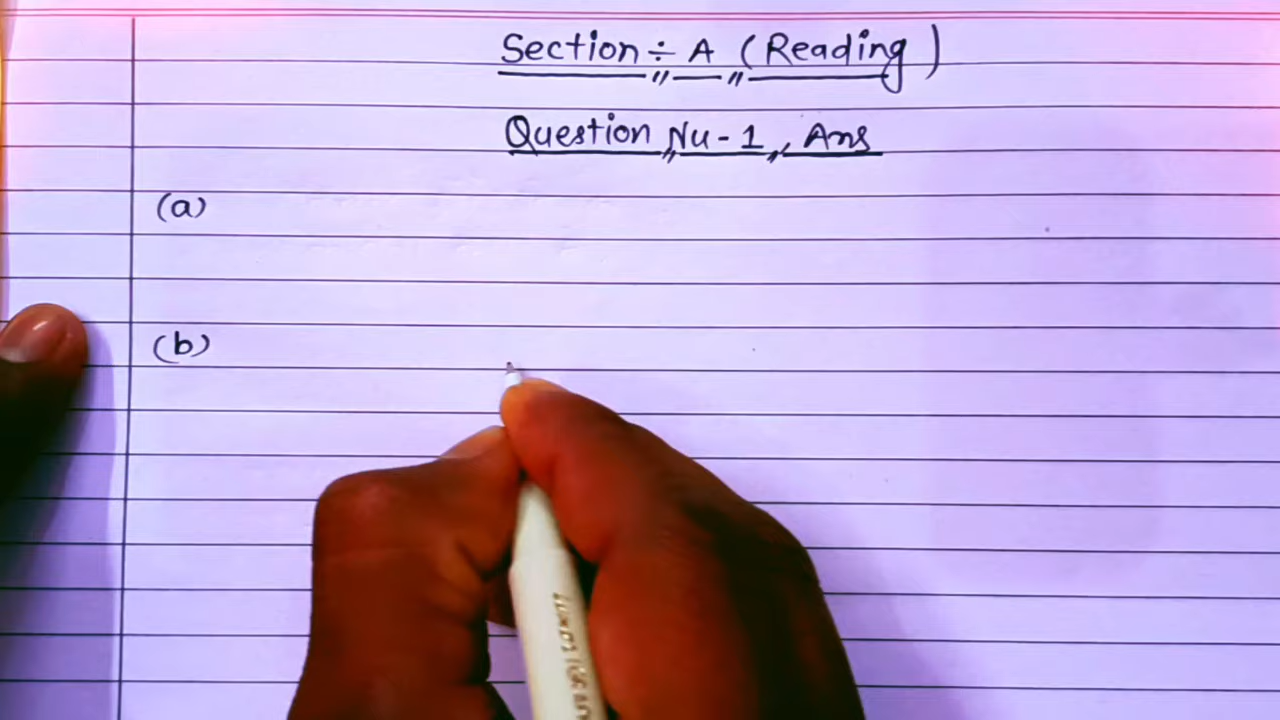 Section ÷ A (Reading)
Question Nu-1, Ans
(a)
(b)